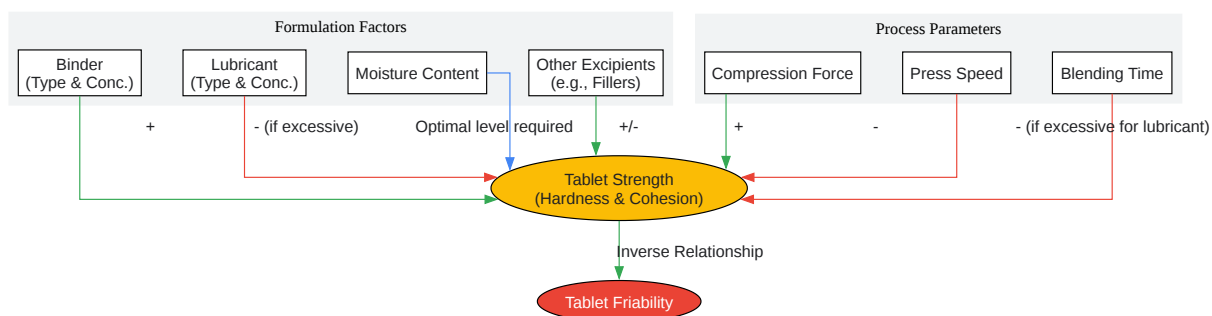 Formulation Factors
Process Parameters
Binder
(Type & Conc.)
Lubricant
(Type & Conc.)
Moisture Content
Other Excipients
(e.g., Fillers)
Compression Force
Press Speed
Blending Time
+
- (if excessive)
Optimal level required
+/-
+
-
- (if excessive for lubricant)
Tablet Strength
(Hardness & Cohesion)
Inverse Relationship
Tablet Friability